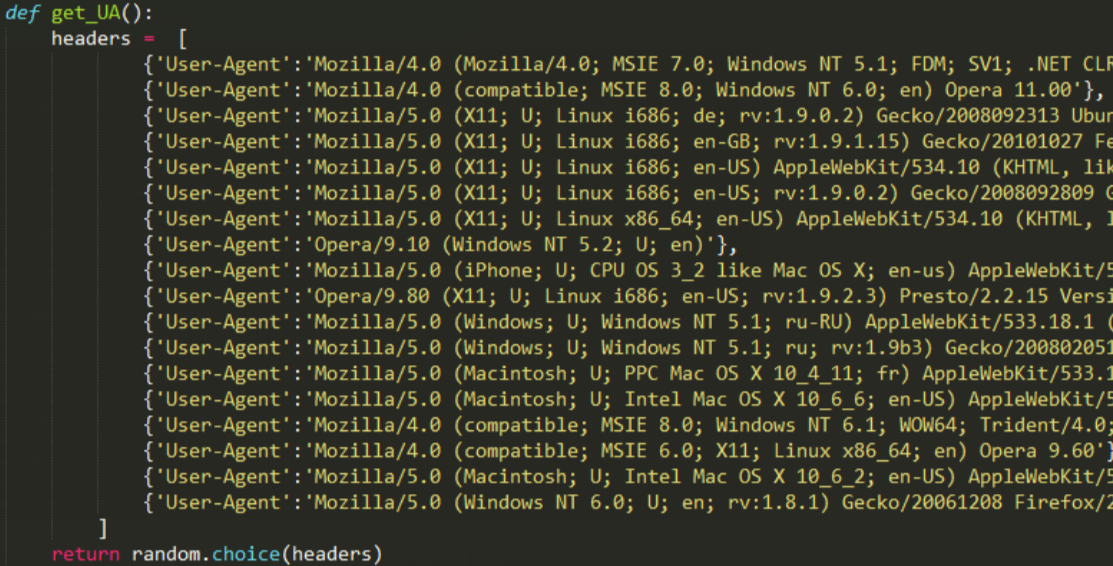 def get_UA():
headers = [
{'User-Agent':'Mozilla/4.0 (Mozilla/4.0; MSIE 7.0; Windows NT 5.1; FDM; SV1; .NET CLR
{'User-Agent':'Mozilla/4.0 (compatible; MSIE 8.0; Windows NT 6.0; en) Opera 11.00'},
{'User-Agent':'Mozilla/5.0 (X11; U; Linux i686; de; rv:1.9.0.2) Gecko/2008092313 Ubun
{'User-Agent':'Mozilla/5.0 (X11; U; Linux i686; en-GB; rv:1.9.1.15) Gecko/20101027 Fe
{'User-Agent':'Mozilla/5.0 (X11; U; Linux i686; en-US) AppleWebKit/534.10 (KHTML, lik
{'User-Agent':'Mozilla/5.0 (X11; U; Linux i686; en-US; rv:1.9.0.2) Gecko/2008092809
{'User-Agent':'Mozilla/5.0 (X11; U; Linux x86_64; en-US) AppleWebKit/534.10 (KHTML,
{'User-Agent':'Opera/9.10 (Windows NT 5.2; U; en)'},
{'User-Agent':'Mozilla/5.0 (iPhone; U; CPU OS 3_2 like Mac OS X; en-us) AppleWebKit/5
{'User-Agent':'Opera/9.80 (X11; U; Linux i686; en-US; rv:1.9.2.3) Presto/2.2.15 Versi
{'User-Agent':'Mozilla/5.0 (Windows; U; Windows NT 5.1; ru-RU) AppleWebKit/533.18.1 (
{'User-Agent':'Mozilla/5.0 (Windows; U; Windows NT 5.1; ru; rv:1.9b3) Gecko/200802051
{'User-Agent':'Mozilla/5.0 (Macintosh; U; PPC Mac OS X 10_4_11; fr) AppleWebKit/533.1
{'User-Agent':'Mozilla/5.0 (Macintosh; U; Intel Mac OS X 10_6_6; en-US) AppleWebKit/5
{'User-Agent':'Mozilla/4.0 (compatible; MSIE 8.0; Windows NT 6.1; WOW64; Trident/4.0;
{'User-Agent':'Mozilla/4.0 (compatible; MSIE 6.0; X11; Linux x86_64; en) Opera 9.60'}
{'User-Agent':'Mozilla/5.0 (Macintosh; U; Intel Mac OS X 10_6_2; en-US) AppleWebKit/5
{'User-Agent':'Mozilla/5.0 (Windows NT 6.0; U; en; rv:1.8.1) Gecko/20061208 Firefox/2
]
return random.choice(headers)